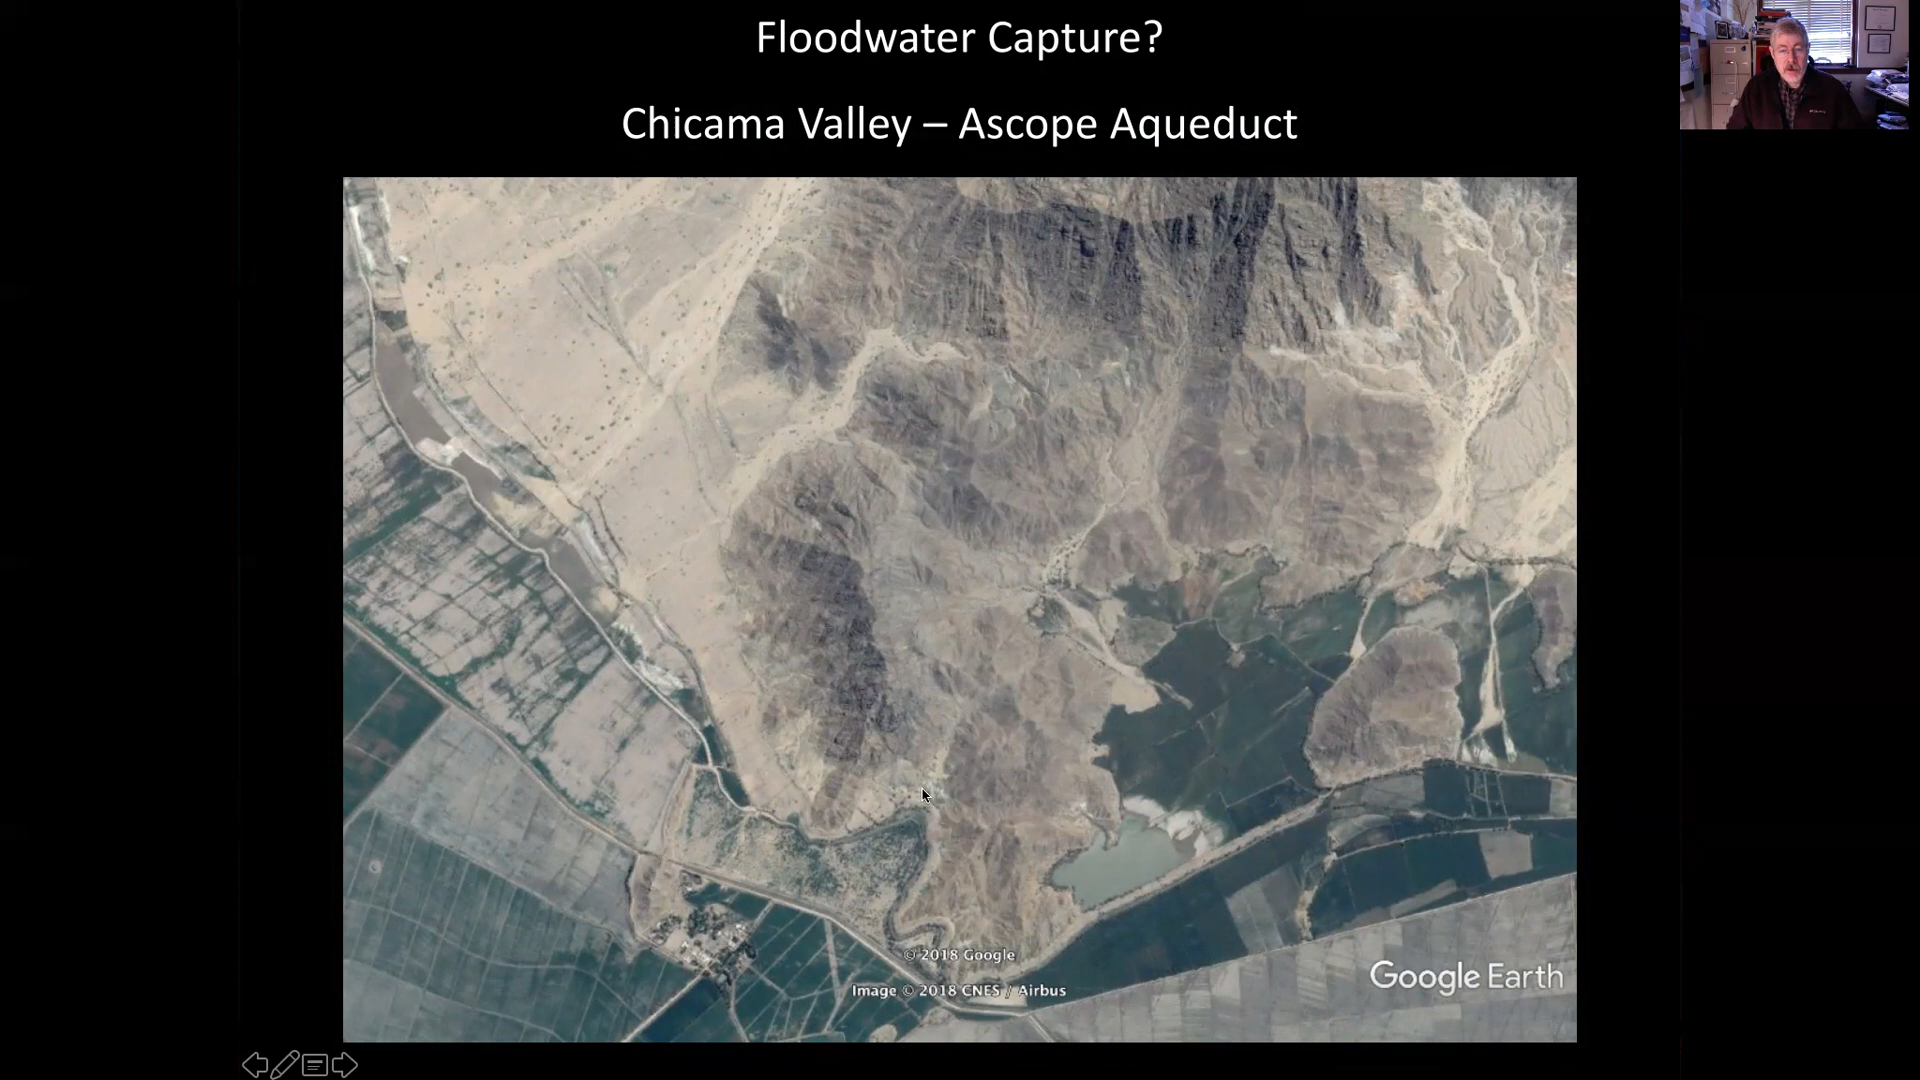 Floodwater Capture?
Chicama Valley – Ascope Aqueduct
© 2018 Google
Image © 2018 CNES / Airbus
Google Earth